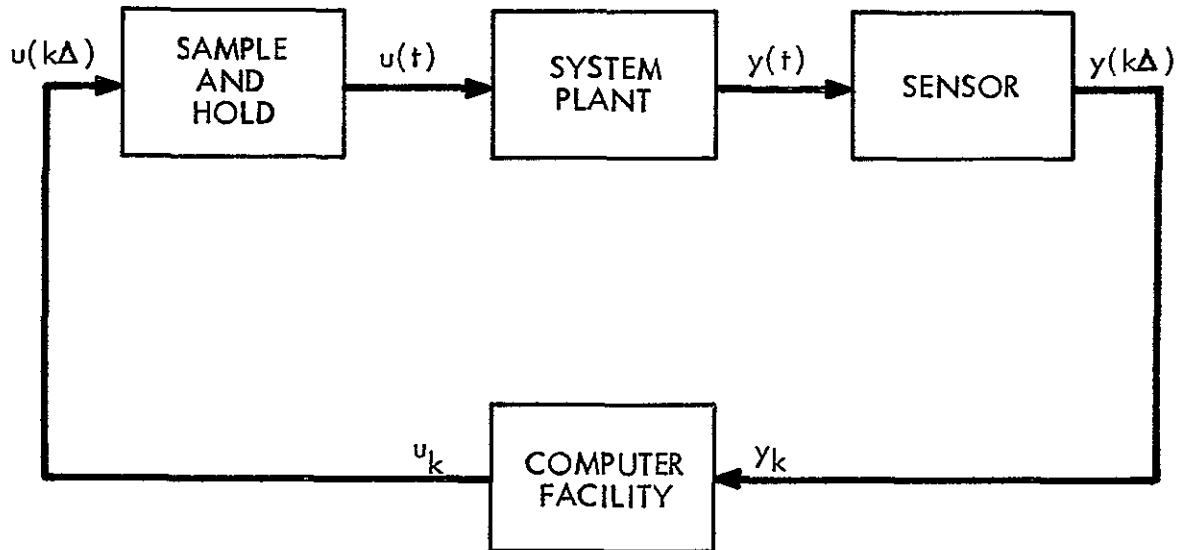 u(kΔ)
SAMPLE
AND
HOLD
u(t)
SYSTEM
PLANT
y(t)
SENSOR
y(kΔ)
u_k
COMPUTER
FACILITY
y_k